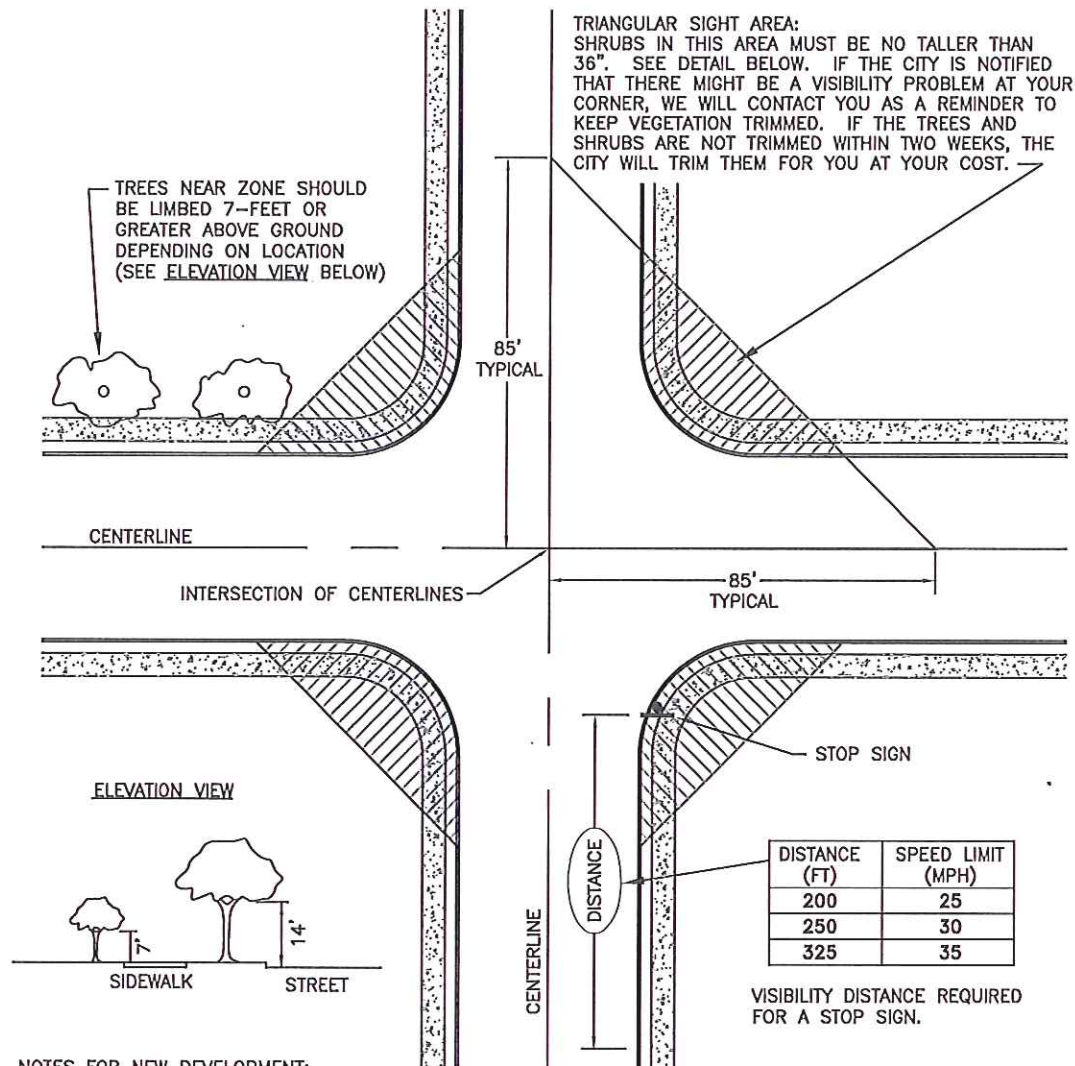 TRIANGULAR SIGHT AREA:
SHRUBS IN THIS AREA MUST BE NO TALLER THAN
36". SEE DETAIL BELOW. IF THE CITY IS NOTIFIED
THAT THERE MIGHT BE A VISIBILITY PROBLEM AT YOUR
CORNER, WE WILL CONTACT YOU AS A REMINDER TO
KEEP VEGETATION TRIMMED. IF THE TREES AND
SHRUBS ARE NOT TRIMMED WITHIN TWO WEEKS, THE
CITY WILL TRIM THEM FOR YOU AT YOUR COST.
TREES NEAR ZONE SHOULD
BE LIMBED 7-FEET OR
GREATER ABOVE GROUND
DEPENDING ON LOCATION
(SEE ELEVATION VIEW BELOW)
85'
TYPICAL
CENTERLINE
INTERSECTION OF CENTERLINES
85'
TYPICAL
STOP SIGN
ELEVATION VIEW
7'
14'
SIDEWALK
STREET
DISTANCE
CENTERLINE
DISTANCE SPEED LIMIT
(FT) (MPH)
200 25
250 30
325 35
VISIBILITY DISTANCE REQUIRED
FOR A STOP SIGN.
NOTES FOR NEW DEVELOPMENT: